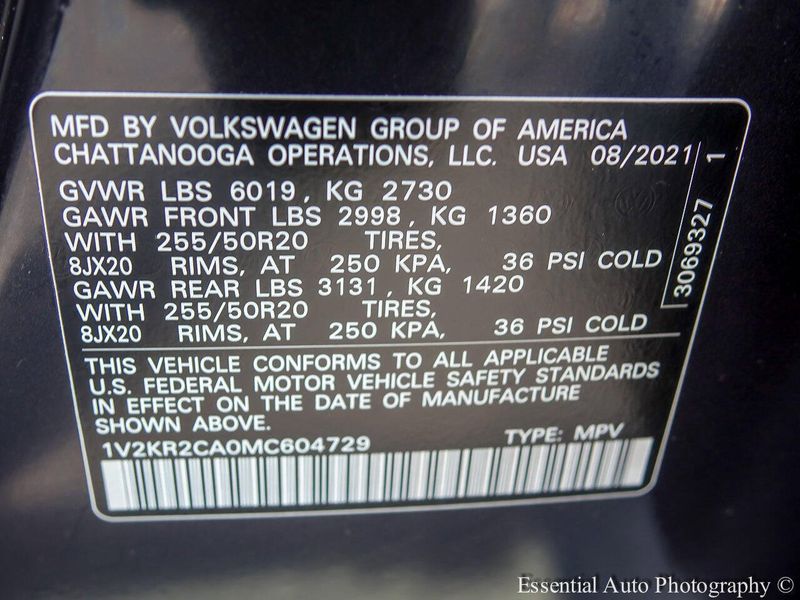 MFD BY VOLKSWAGEN GROUP OF AMERICA
CHATTANOOGA OPERATIONS, LLC. USA 08/2021
GVWR LBS 6019, KG 2730
GAWR FRONT LBS 2998, KG 1360
WITH 255/50R20 TIRES,
8JX20 RIMS, AT 250 KPA, 36 PSI COLD
GAWR REAR LBS 3131, KG 1420
WITH 255/50R20 TIRES,
8JX20 RIMS, AT 250 KPA, 36 PSI COLD
3069327 1
THIS VEHICLE CONFORMS TO ALL APPLICABLE
U.S. FEDERAL MOTOR VEHICLE SAFETY STANDARDS
IN EFFECT ON THE DATE OF MANUFACTURE
SHOWN ABOVE.
1V2KR2CA0MC604729 TYPE: MPV
Essential Auto Photography ©